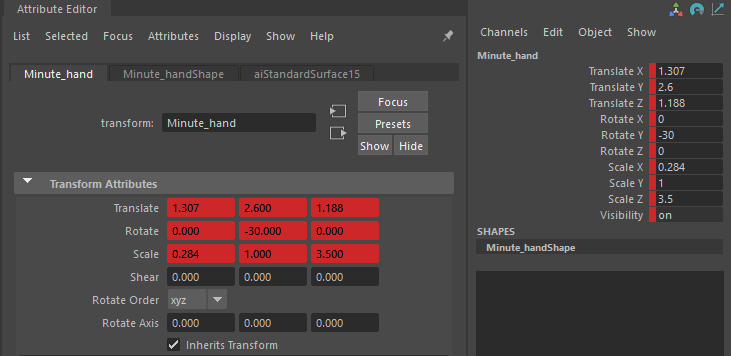 Attribute Editor
List Selected Focus Attributes Display Show Help
Minute_hand Minute_handShape aiStandardSurface15
Focus
transform: Minute_hand
Presets
Show Hide
Transform Attributes
Translate 1.307 2.600 1.188
Rotate 0.000 -30.000 0.000
Scale 0.284 1.000 3.500
Shear 0.000 0.000 0.000
Rotate Order xyz
Rotate Axis 0.000 0.000 0.000
Inherits Transform
Channels Edit Object Show
Minute_hand
Translate X 1.307
Translate Y 2.6
Translate Z 1.188
Rotate X 0
Rotate Y -30
Rotate Z 0
Scale X 0.284
Scale Y 1
Scale Z 3.5
Visibility on
SHAPES
Minute_handShape